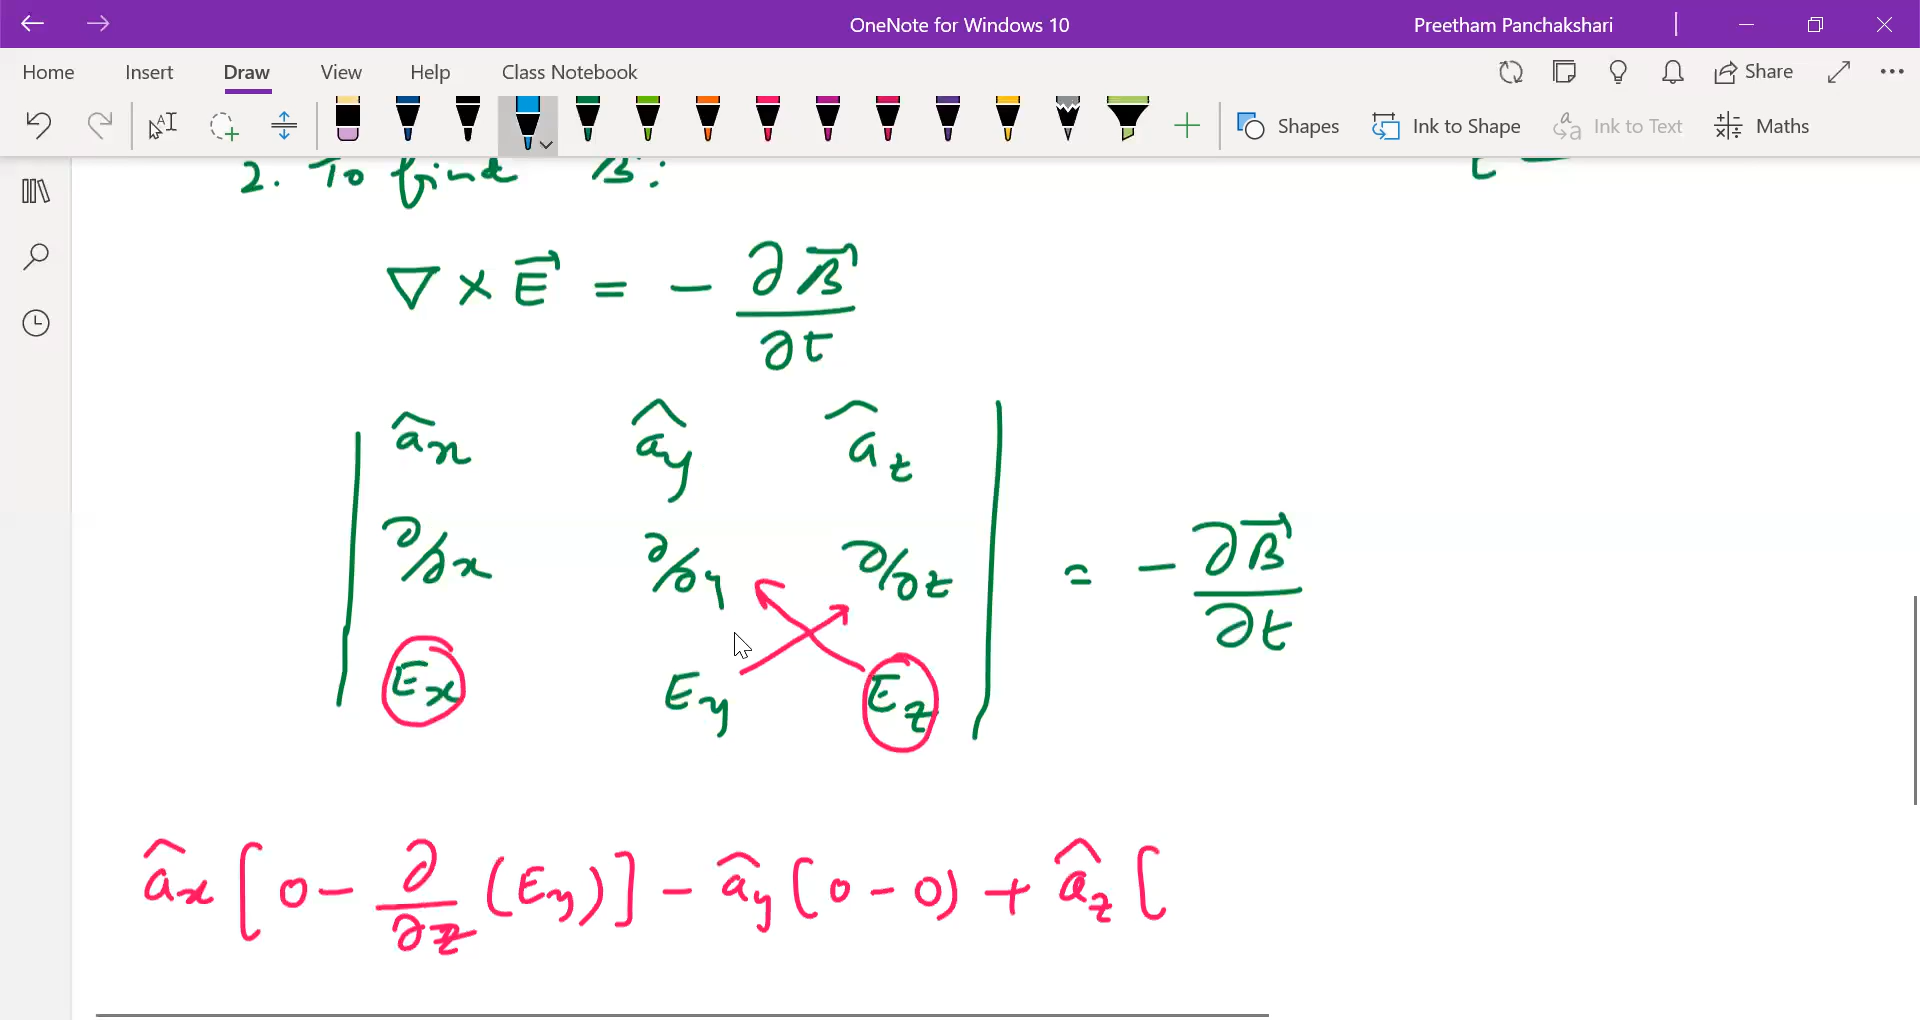 OneNote for Windows 10
Preetham Panchakshari
Home Insert Draw View Help Class Notebook Share
Shapes Ink to Shape Ink to Text Maths
2. To find B:
∇ × E⃗ = - ∂B⃗/∂t
âx ây âz
∂/∂x ∂/∂y ∂/∂z = - ∂B⃗/∂t
Ex Ey Ez
âx [ 0 - ∂/∂z (Ey) ] - ây [ 0 - 0 ) + âz [